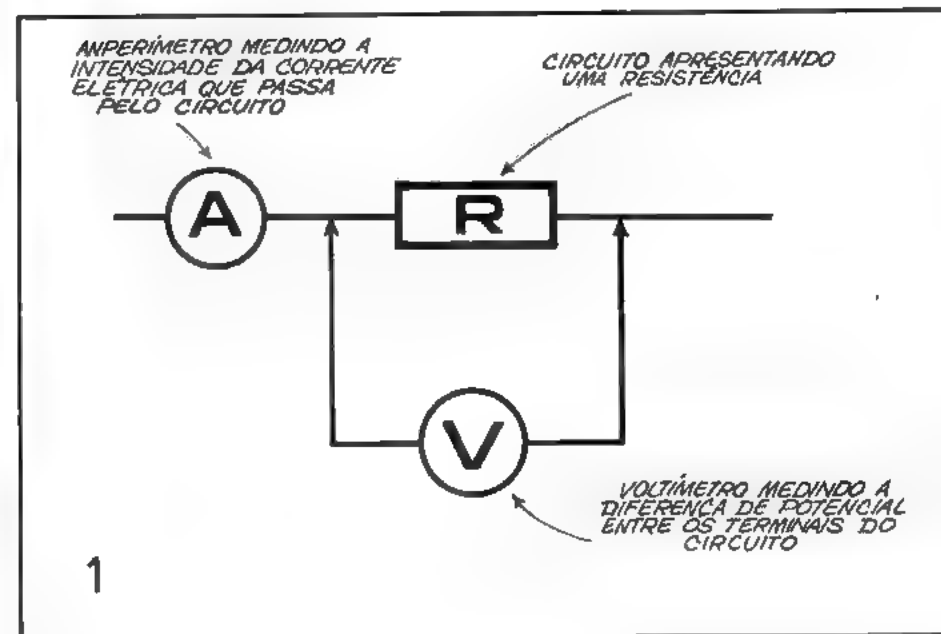 ANPERÍMETRO MEDINDO A
INTENSIDADE DA CORRENTE
ELÉTRICA QUE PASSA
PELO CIRCUITO
CIRCUITO APRESENTANDO
UMA RESISTÊNCIA
A
R
V
VOLTÍMETRO MEDINDO A
DIFERENÇA DE POTENCIAL
ENTRE OS TERMINAIS DO
CIRCUITO
1